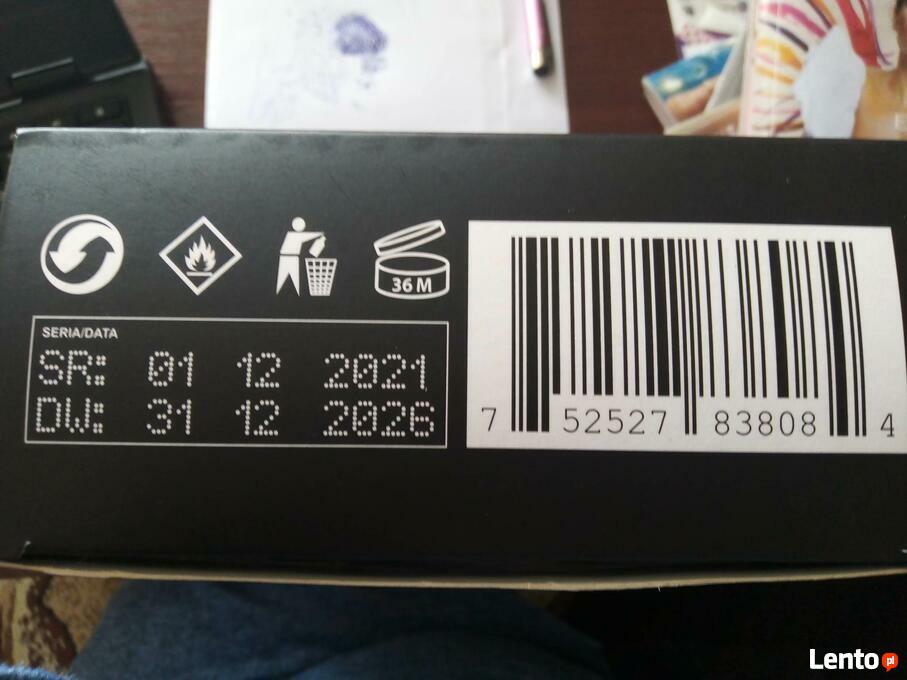 36 M
SERIA/DATA
SR: 01 12 2021
DW: 31 12 2026
7 52527 83808 4
Lento pl